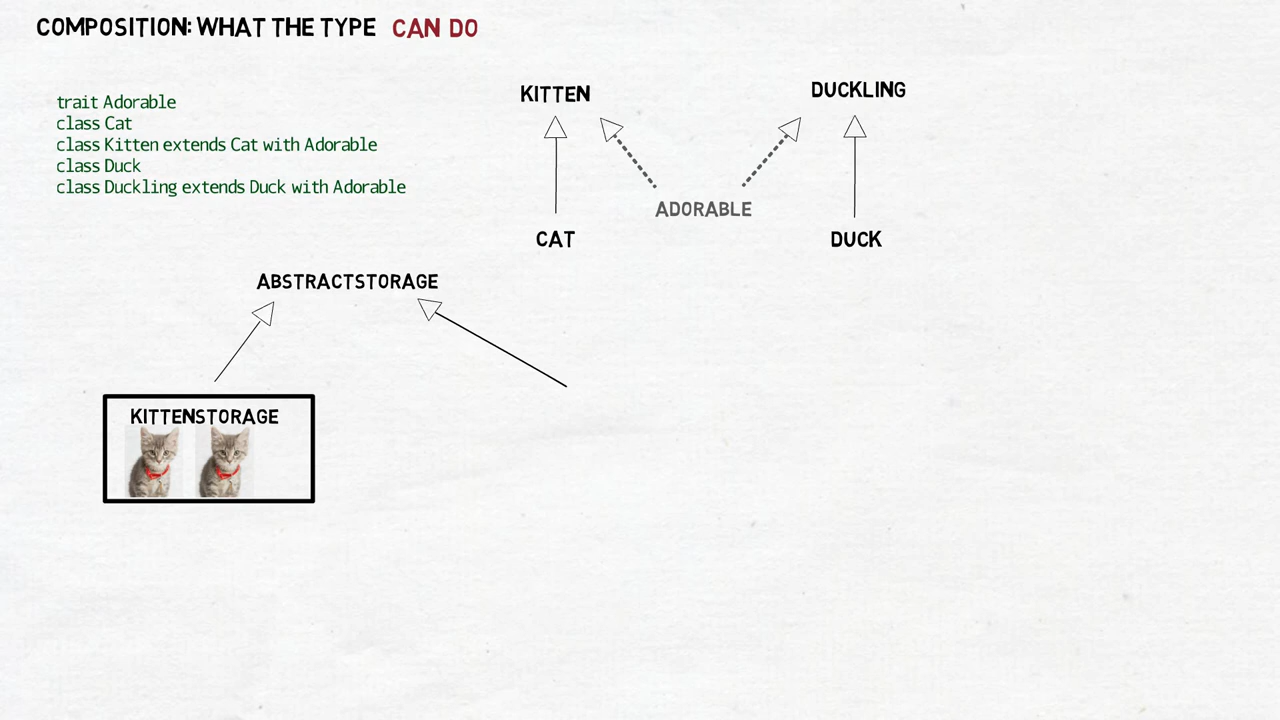 COMPOSITION: WHAT THE TYPE CAN DO
trait Adorable
class Cat
class Kitten extends Cat with Adorable
class Duck
class Duckling extends Duck with Adorable
KITTEN
DUCKLING
ADORABLE
CAT
DUCK
ABSTRACTSTORAGE
KITTENSTORAGE